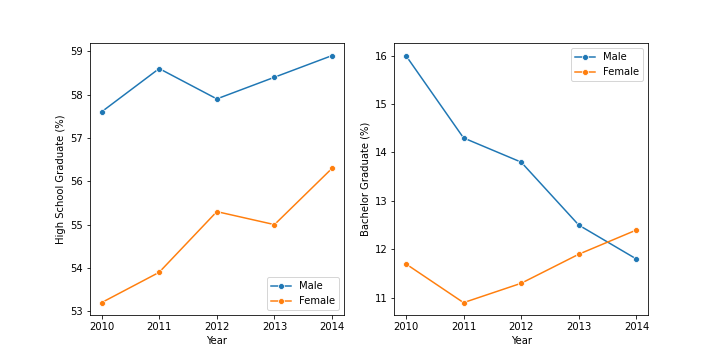 59
58
57
56
55
54
53
High School Graduate (%)
2010 2011 2012 2013 2014
Year
Male
Female
16
15
14
13
12
11
Bachelor Graduate (%)
2010 2011 2012 2013 2014
Year
Male
Female